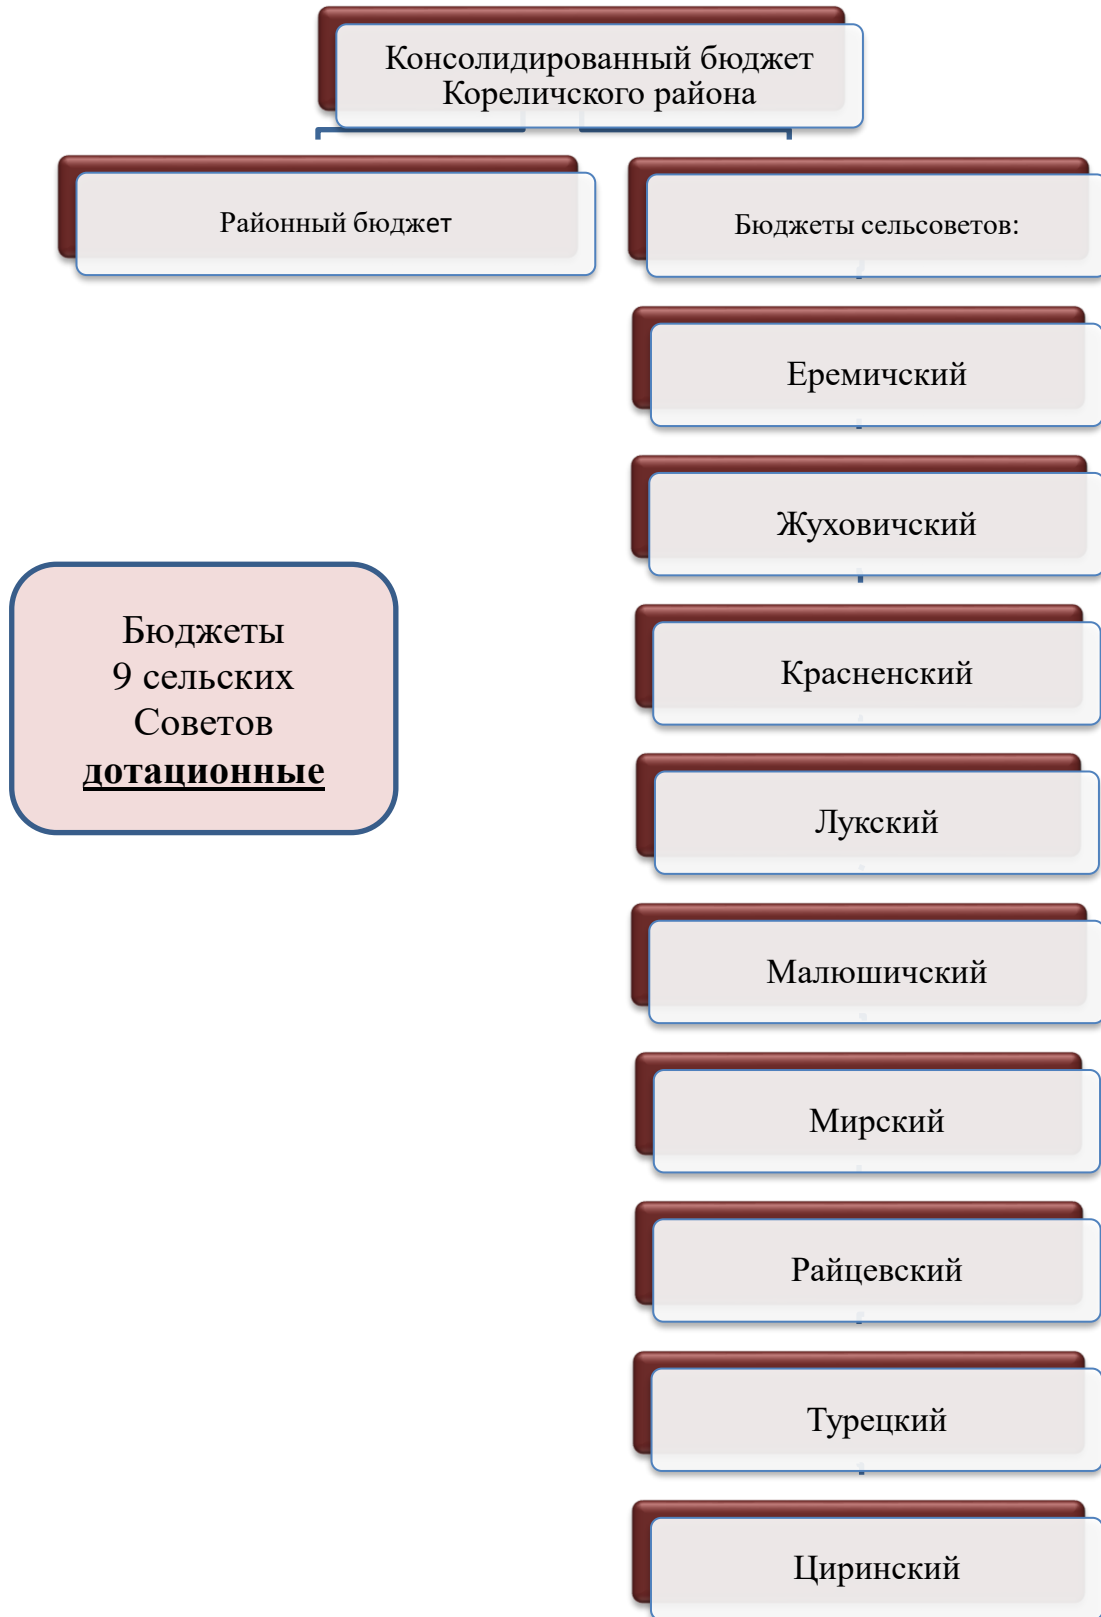 Консолидированный бюджет
Кореличского района
Районный бюджет
Бюджеты сельсоветов:
Еремичский
Жуховичский
Бюджеты
9 сельских
Советов
дотационные
Красненский
Лукский
Малюшичский
Мирский
Райцевский
Турецкий
Циринский